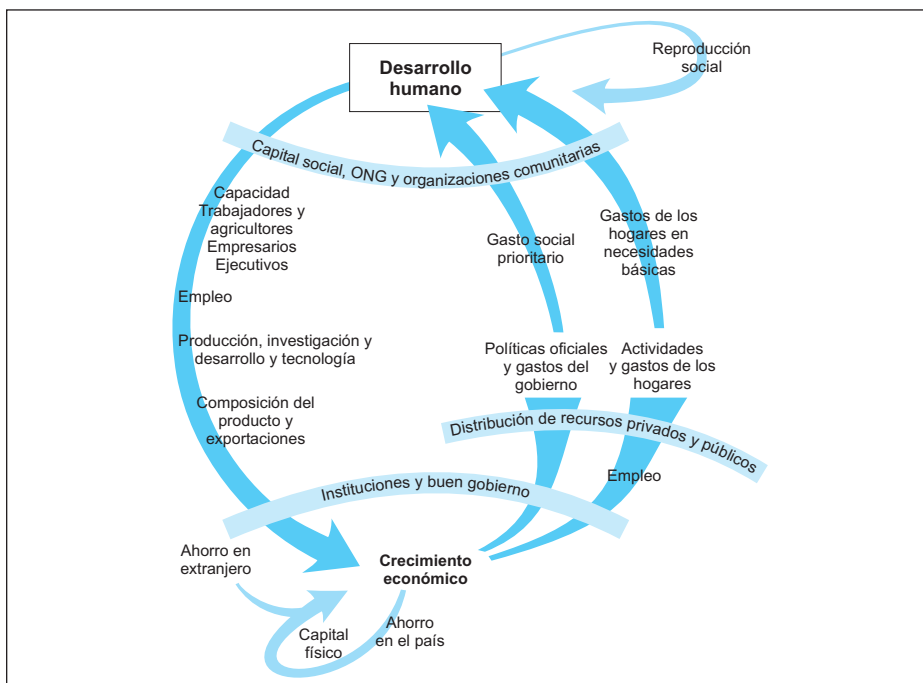 Desarrollo
humano
Reproducción
social
Capital social, ONG y organizaciones comunitarias
Capacidad
Trabajadores y
agricultores
Empresarios
Ejecutivos
Gasto social
prioritario
Gastos de los
hogares en
necesidades
básicas
Empleo
Producción, investigación y
desarrollo y tecnología
Políticas oficiales
y gastos del
gobierno
Actividades
y gastos de los
hogares
Composición del
producto y
exportaciones
Distribución de recursos privados y públicos
Empleo
Instituciones y buen gobierno
Ahorro en
extranjero
Crecimiento
económico
Capital
físico
Ahorro
en el país